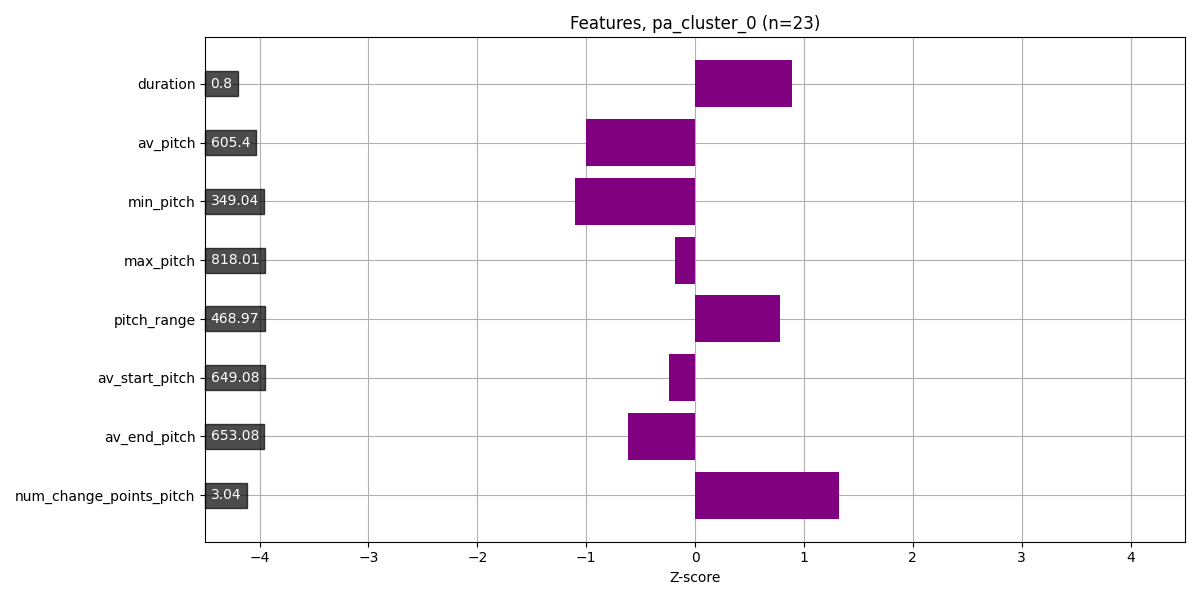 Features, pa_cluster_0 (n=23)
duration 0.8
av_pitch 605.4
min_pitch 349.04
max_pitch 818.01
pitch_range 468.97
av_start_pitch 649.08
av_end_pitch 653.08
num_change_points_pitch 3.04
−4 −3 −2 −1 0 1 2 3 4
Z-score